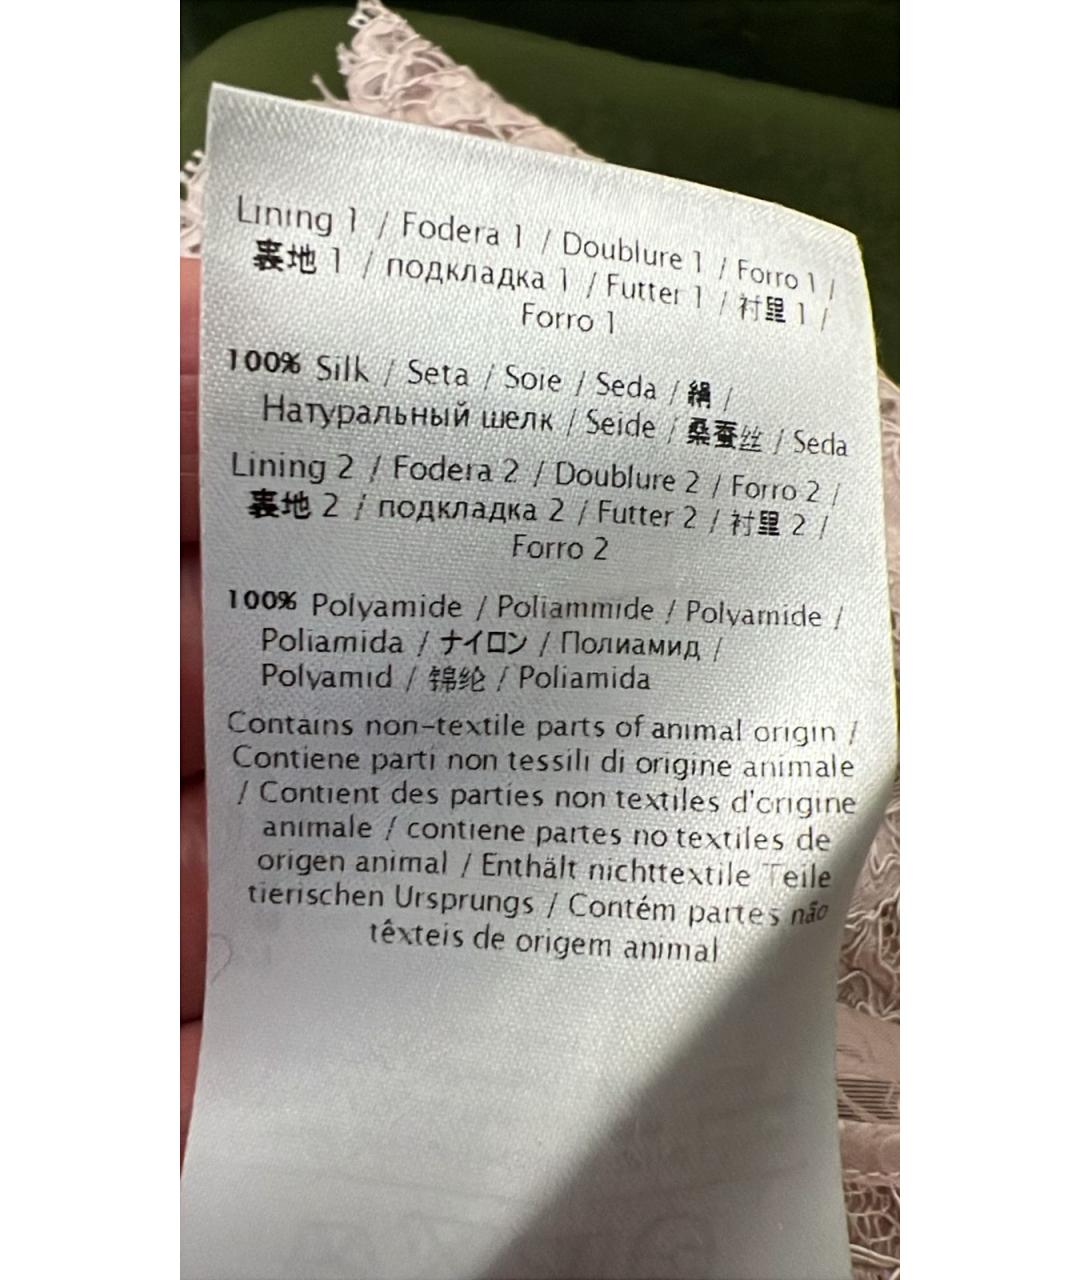 Lining 1 / Fodera 1 / Doublure 1 / Forro 1 /
裏地 1 / подкладка 1 / Futter 1 / 衬里 1 /
Forro 1
100% Silk / Seta / Soie / Seda / 絹 /
Натуральный шелк / Seide / 桑蚕丝 / Seda
Lining 2 / Fodera 2 / Doublure 2 / Forro 2 /
裏地 2 / подкладка 2 / Futter 2 / 衬里 2 /
Forro 2
100% Polyamide / Poliammide / Polyamide /
Poliamida / ナイロン / Полиамид /
Polyamid / 锦纶 / Poliamida
Contains non-textile parts of animal origin /
Contiene parti non tessili di origine animale
/ Contient des parties non textiles d'origine
animale / contiene partes no textiles de
origen animal / Enthält nichttextile Teile
tierischen Ursprungs / Contém partes não
têxteis de origem animal